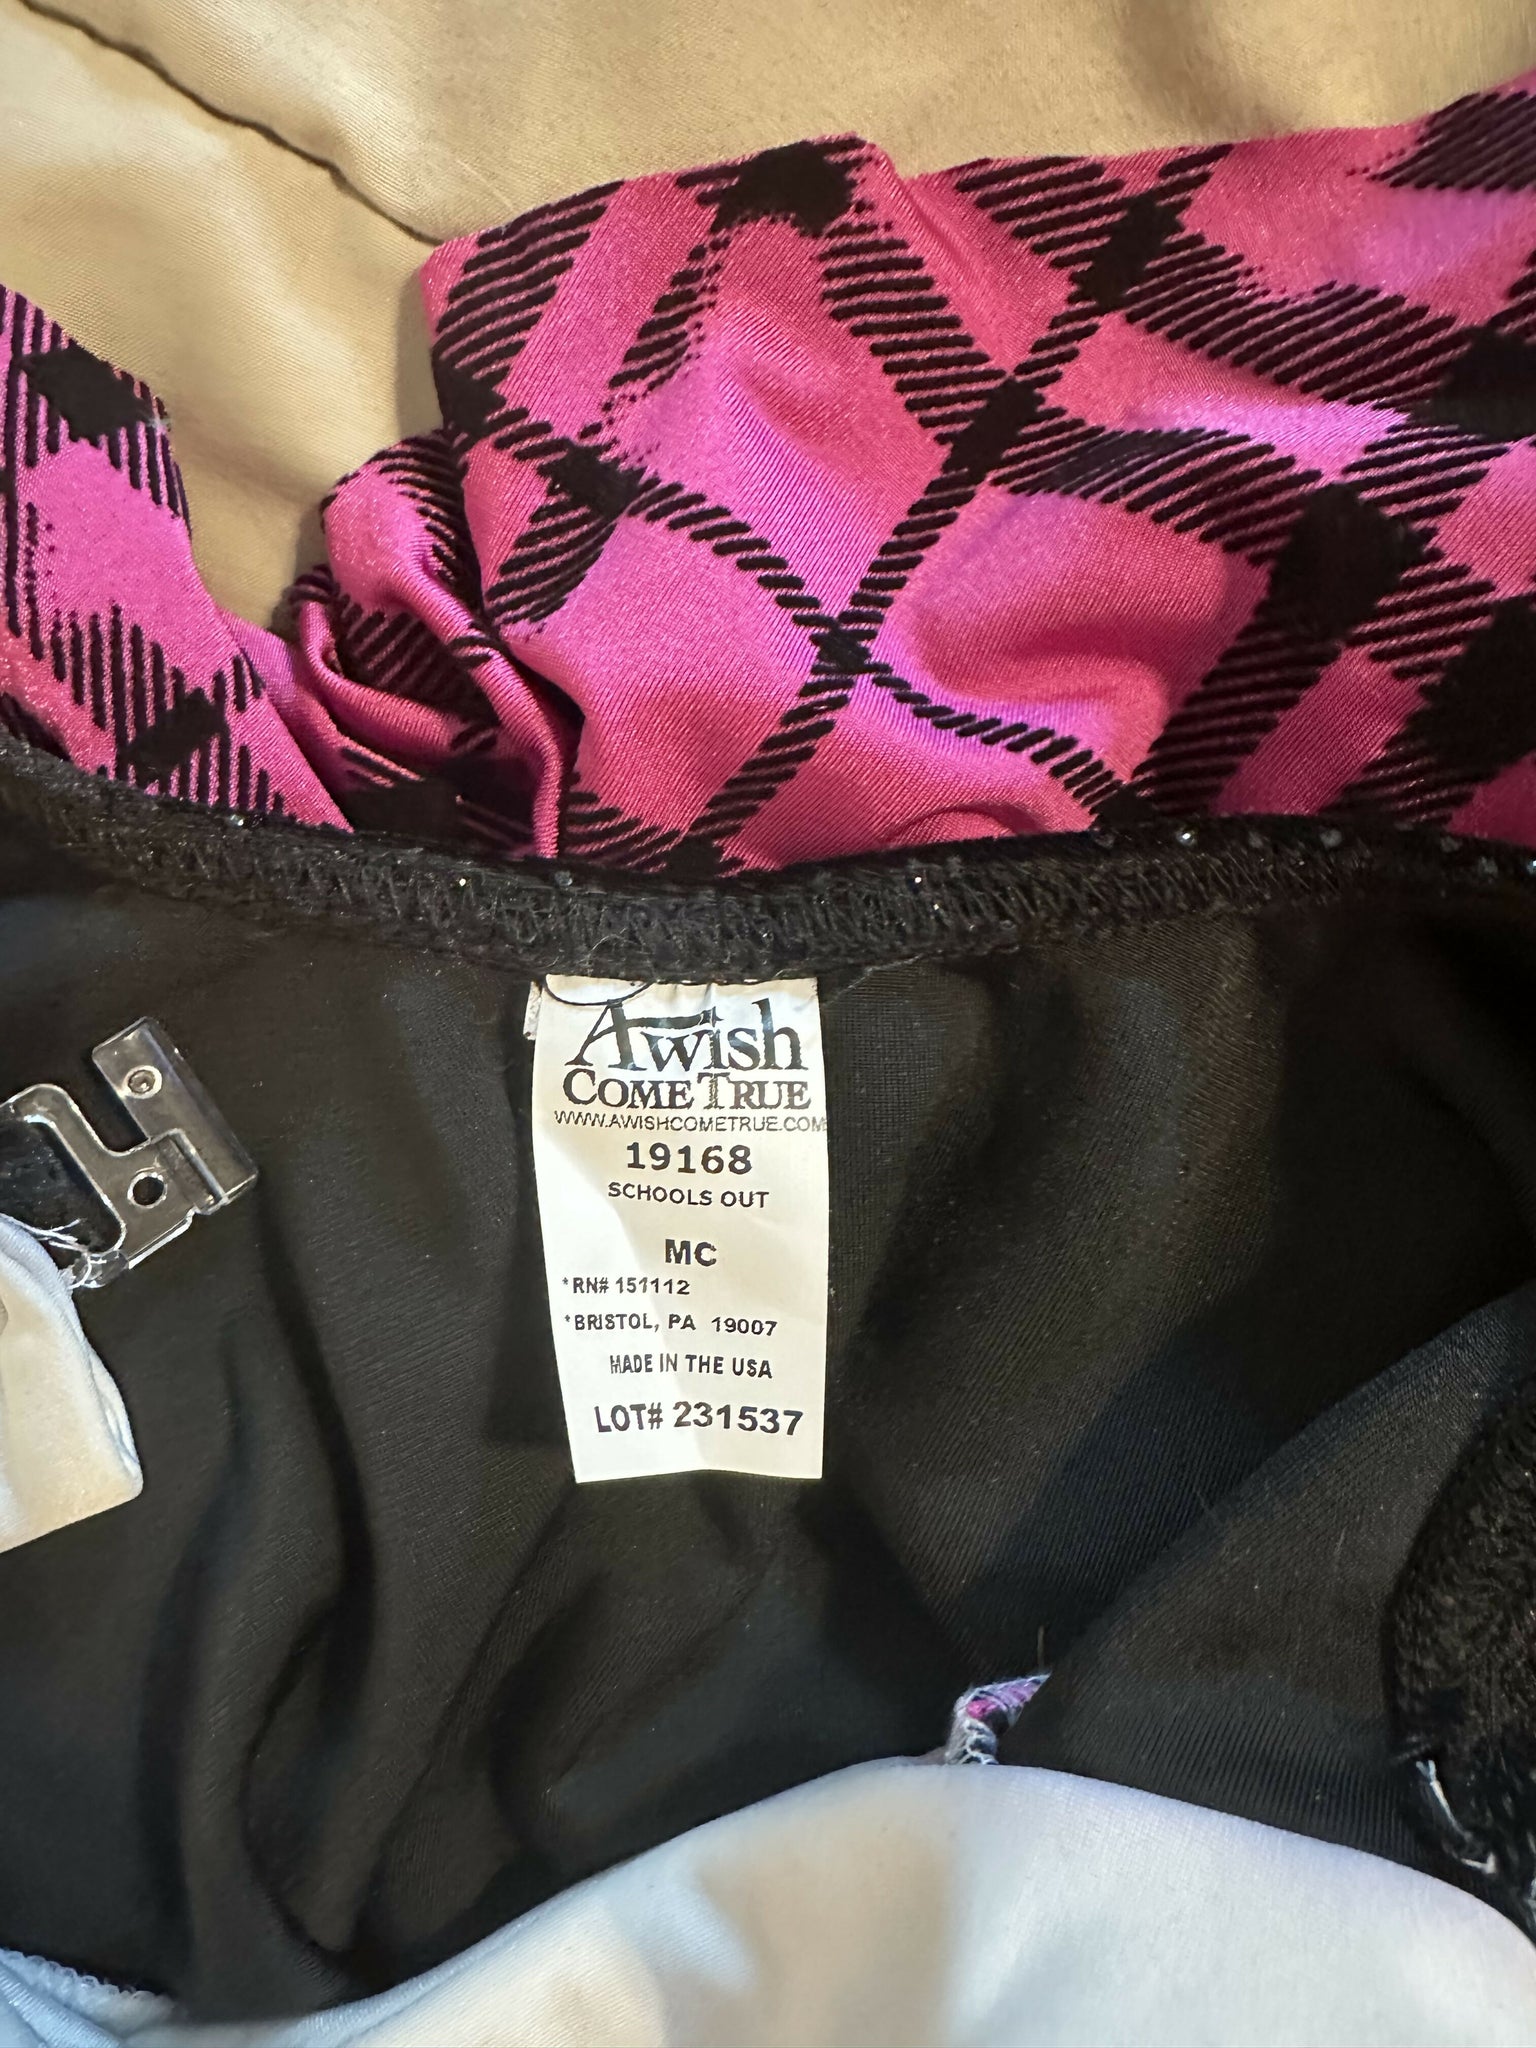 A wish
COME TRUE
WWW.AWISHCOMETRUE.COM
19168
SCHOOLS OUT
MC
*RN# 151112
*BRISTOL, PA 19007
MADE IN THE USA
LOT# 231537